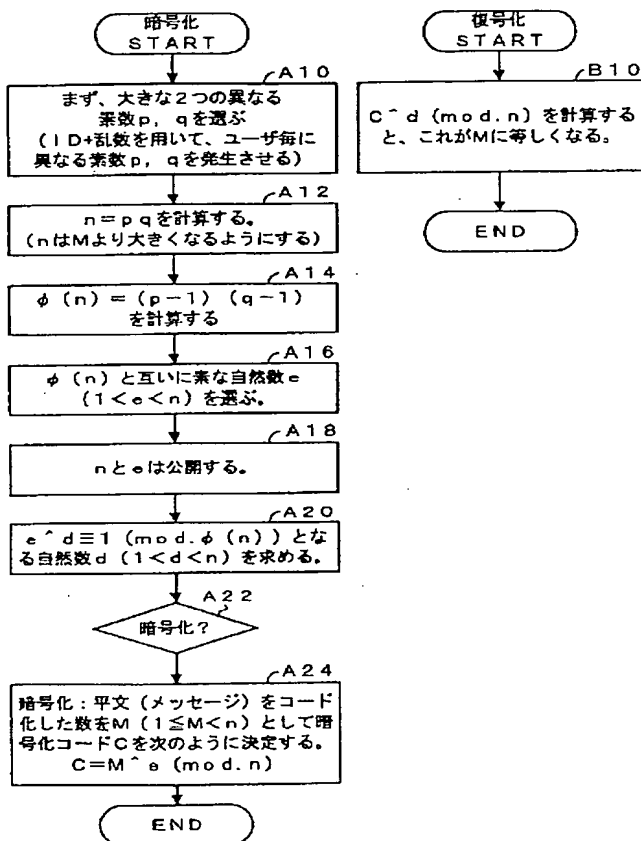 暗号化
START
A10
まず、大きな2つの異なる
素数p，qを選ぶ
(ID+乱数を用いて、ユーザ毎に
異なる素数p，qを発生させる)
A12
n＝pqを計算する。
(nはMより大きくなるようにする)
A14
φ(n)＝(p−1)(q−1)
を計算する
A16
φ(n)と互いに素な自然数e
(1＜e＜n)を選ぶ。
A18
nとeは公開する。
A20
e^d≡1(mod.φ(n))とな
る自然数d(1＜d＜n)を求める。
A22
暗号化？
A24
暗号化：平文(メッセージ)をコード
化した数をM(1≦M＜n)として暗
号化コードCを次のように決定する。
C＝M^e(mod.n)
END
復号化
START
B10
C^d(mod.n)を計算する
と、これがMに等しくなる。
END